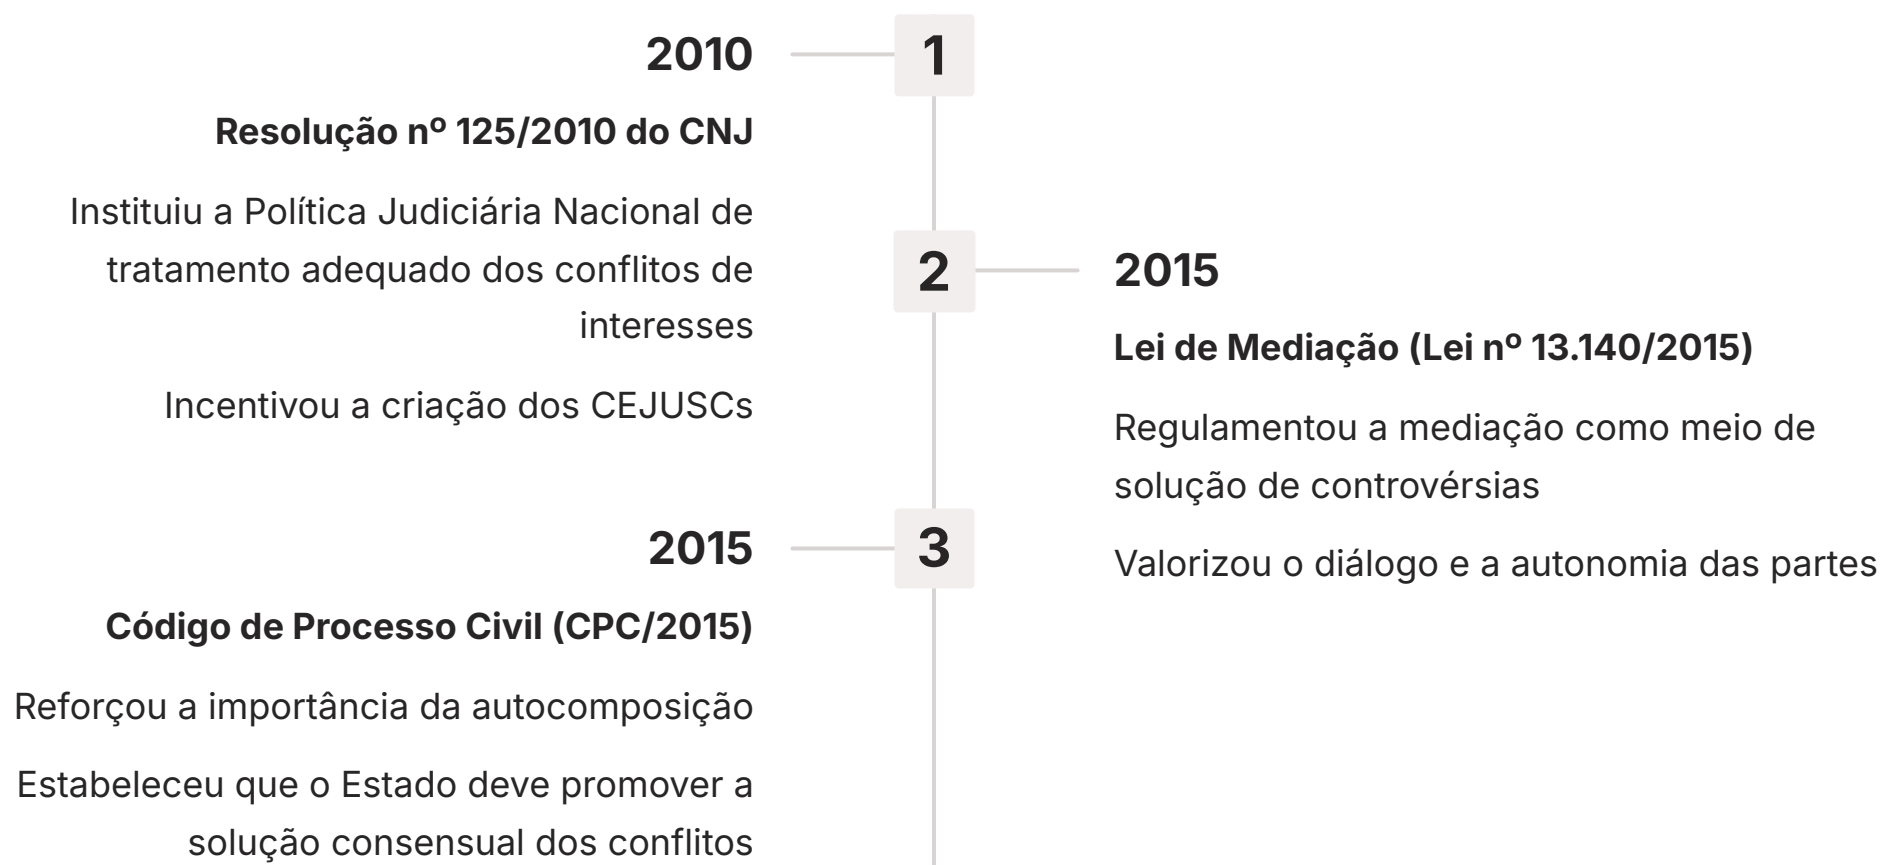 1
2010
Resolução nº 125/2010 do CNJ
Instituiu a Política Judiciária Nacional de
tratamento adequado dos conflitos de
interesses
Incentivou a criação dos CEJUSCs
2
2015
Lei de Mediação (Lei nº 13.140/2015)
Regulamentou a mediação como meio de
solução de controvérsias
Valorizou o diálogo e a autonomia das partes
3
2015
Código de Processo Civil (CPC/2015)
Reforçou a importância da autocomposição
Estabeleceu que o Estado deve promover a
solução consensual dos conflitos